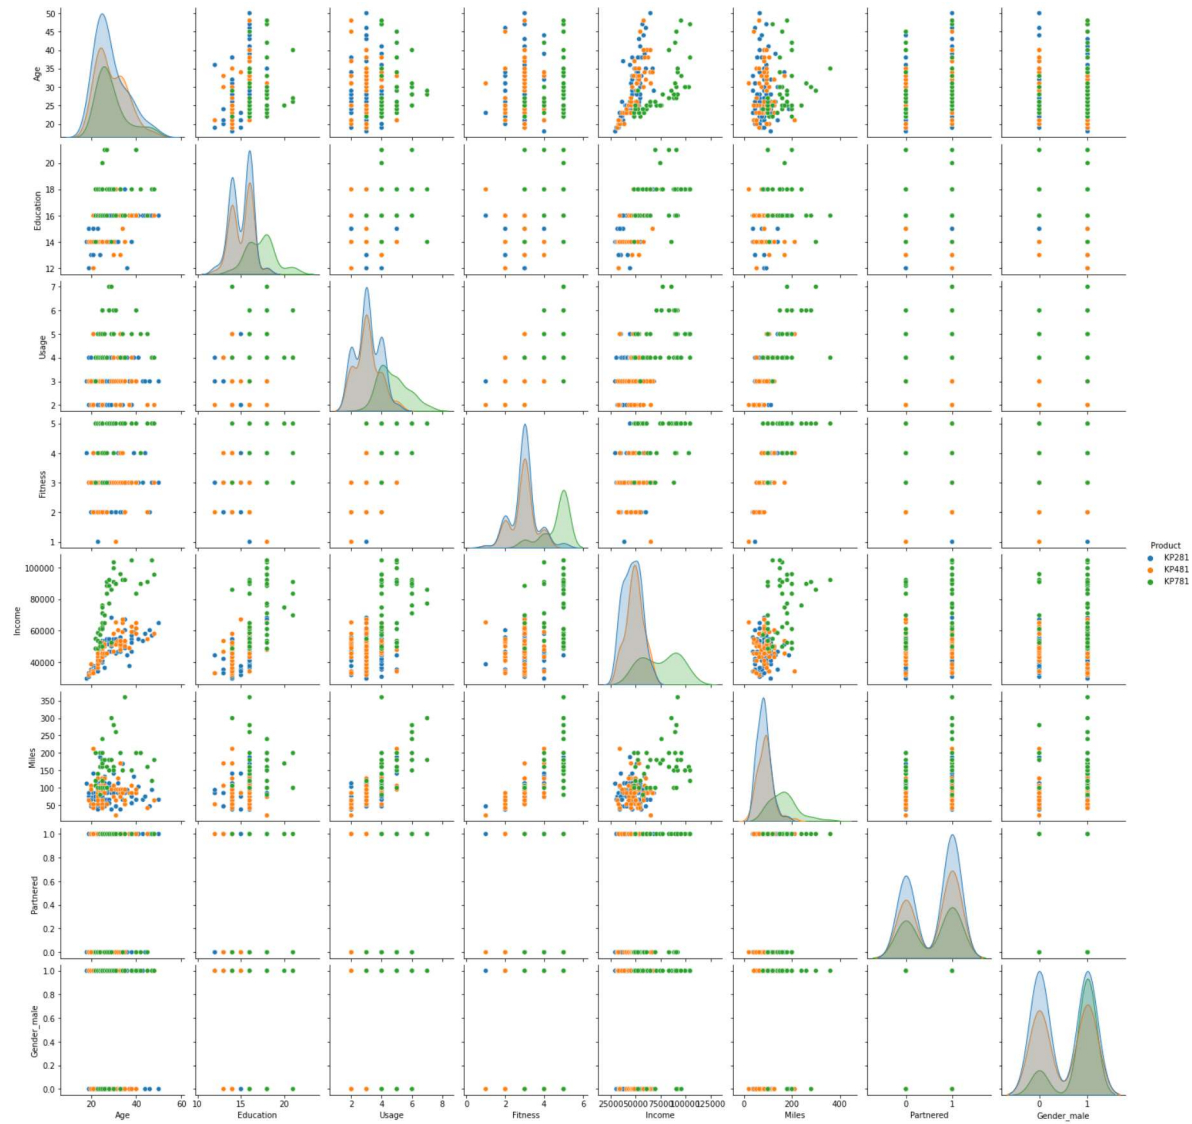 50
45
40
35
30
25
20
Age
20
18
16
14
12
Education
7
6
5
4
3
2
Usage
5
4
3
2
1
Fitness
100000
80000
60000
40000
Income
350
300
250
200
150
100
50
Miles
1.0
0.8
0.6
0.4
0.2
0.0
Partnered
1.0
0.8
0.6
0.4
0.2
0.0
Gender_male
20 40 60
Age
10 15 20
Education
2 4 6 8
Usage
0 2 4 6
Fitness
25000 50000 75000 100000 125000
Income
0 200 400
Miles
0 1
Partnered
0 1
Gender_male
Product
KP281
KP481
KP781